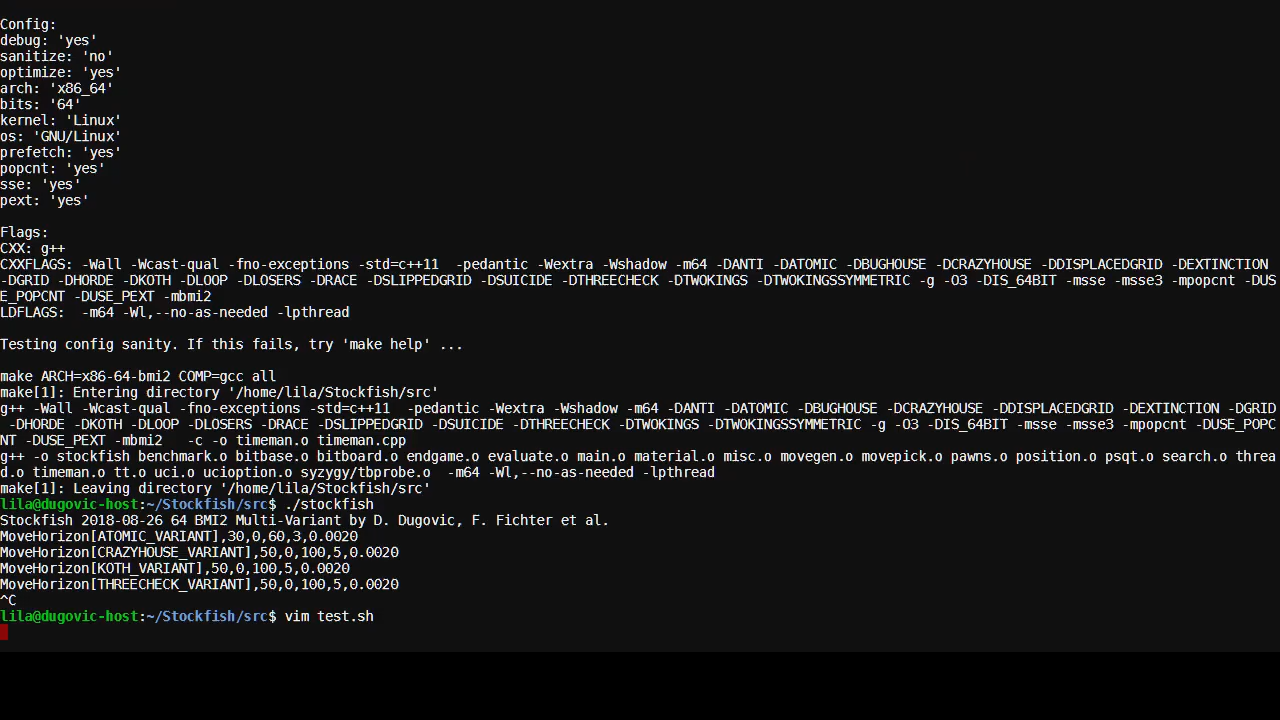 Config:
debug: 'yes'
sanitize: 'no'
optimize: 'yes'
arch: 'x86_64'
bits: '64'
kernel: 'Linux'
os: 'GNU/Linux'
prefetch: 'yes'
popcnt: 'yes'
sse: 'yes'
pext: 'yes'

Flags:
CXX: g++
CXXFLAGS: -Wall -Wcast-qual -fno-exceptions -std=c++11  -pedantic -Wextra -Wshadow -m64 -DANTI -DATOMIC -DBUGHOUSE -DCRAZYHOUSE -DDISPLACEDGRID -DEXTINCTION
-DGRID -DHORDE -DKOTH -DLOOP -DLOSERS -DRACE -DSLIPPEDGRID -DSUICIDE -DTHREECHECK -DTWOKINGS -DTWOKINGSSYMMETRIC -g -O3 -DIS_64BIT -msse -msse3 -mpopcnt -DUS
E_POPCNT -DUSE_PEXT -mbmi2
LDFLAGS:  -m64 -Wl,--no-as-needed -lpthread

Testing config sanity. If this fails, try 'make help' ...

make ARCH=x86-64-bmi2 COMP=gcc all
make[1]: Entering directory '/home/lila/Stockfish/src'
g++ -Wall -Wcast-qual -fno-exceptions -std=c++11  -pedantic -Wextra -Wshadow -m64 -DANTI -DATOMIC -DBUGHOUSE -DCRAZYHOUSE -DDISPLACEDGRID -DEXTINCTION -DGRID
 -DHORDE -DKOTH -DLOOP -DLOSERS -DRACE -DSLIPPEDGRID -DSUICIDE -DTHREECHECK -DTWOKINGS -DTWOKINGSSYMMETRIC -g -O3 -DIS_64BIT -msse -msse3 -mpopcnt -DUSE_POPC
NT -DUSE_PEXT -mbmi2   -c -o timeman.o timeman.cpp
g++ -o stockfish benchmark.o bitbase.o bitboard.o endgame.o evaluate.o main.o material.o misc.o movegen.o movepick.o pawns.o position.o psqt.o search.o threa
d.o timeman.o tt.o uci.o ucioption.o syzygy/tbprobe.o  -m64 -Wl,--no-as-needed -lpthread
make[1]: Leaving directory '/home/lila/Stockfish/src'
lila@dugovic-host:~/Stockfish/src$ ./stockfish
Stockfish 2018-08-26 64 BMI2 Multi-Variant by D. Dugovic, F. Fichter et al.
MoveHorizon[ATOMIC_VARIANT],30,0,60,3,0.0020
MoveHorizon[CRAZYHOUSE_VARIANT],50,0,100,5,0.0020
MoveHorizon[KOTH_VARIANT],50,0,100,5,0.0020
MoveHorizon[THREECHECK_VARIANT],50,0,100,5,0.0020
^C
lila@dugovic-host:~/Stockfish/src$ vim test.sh